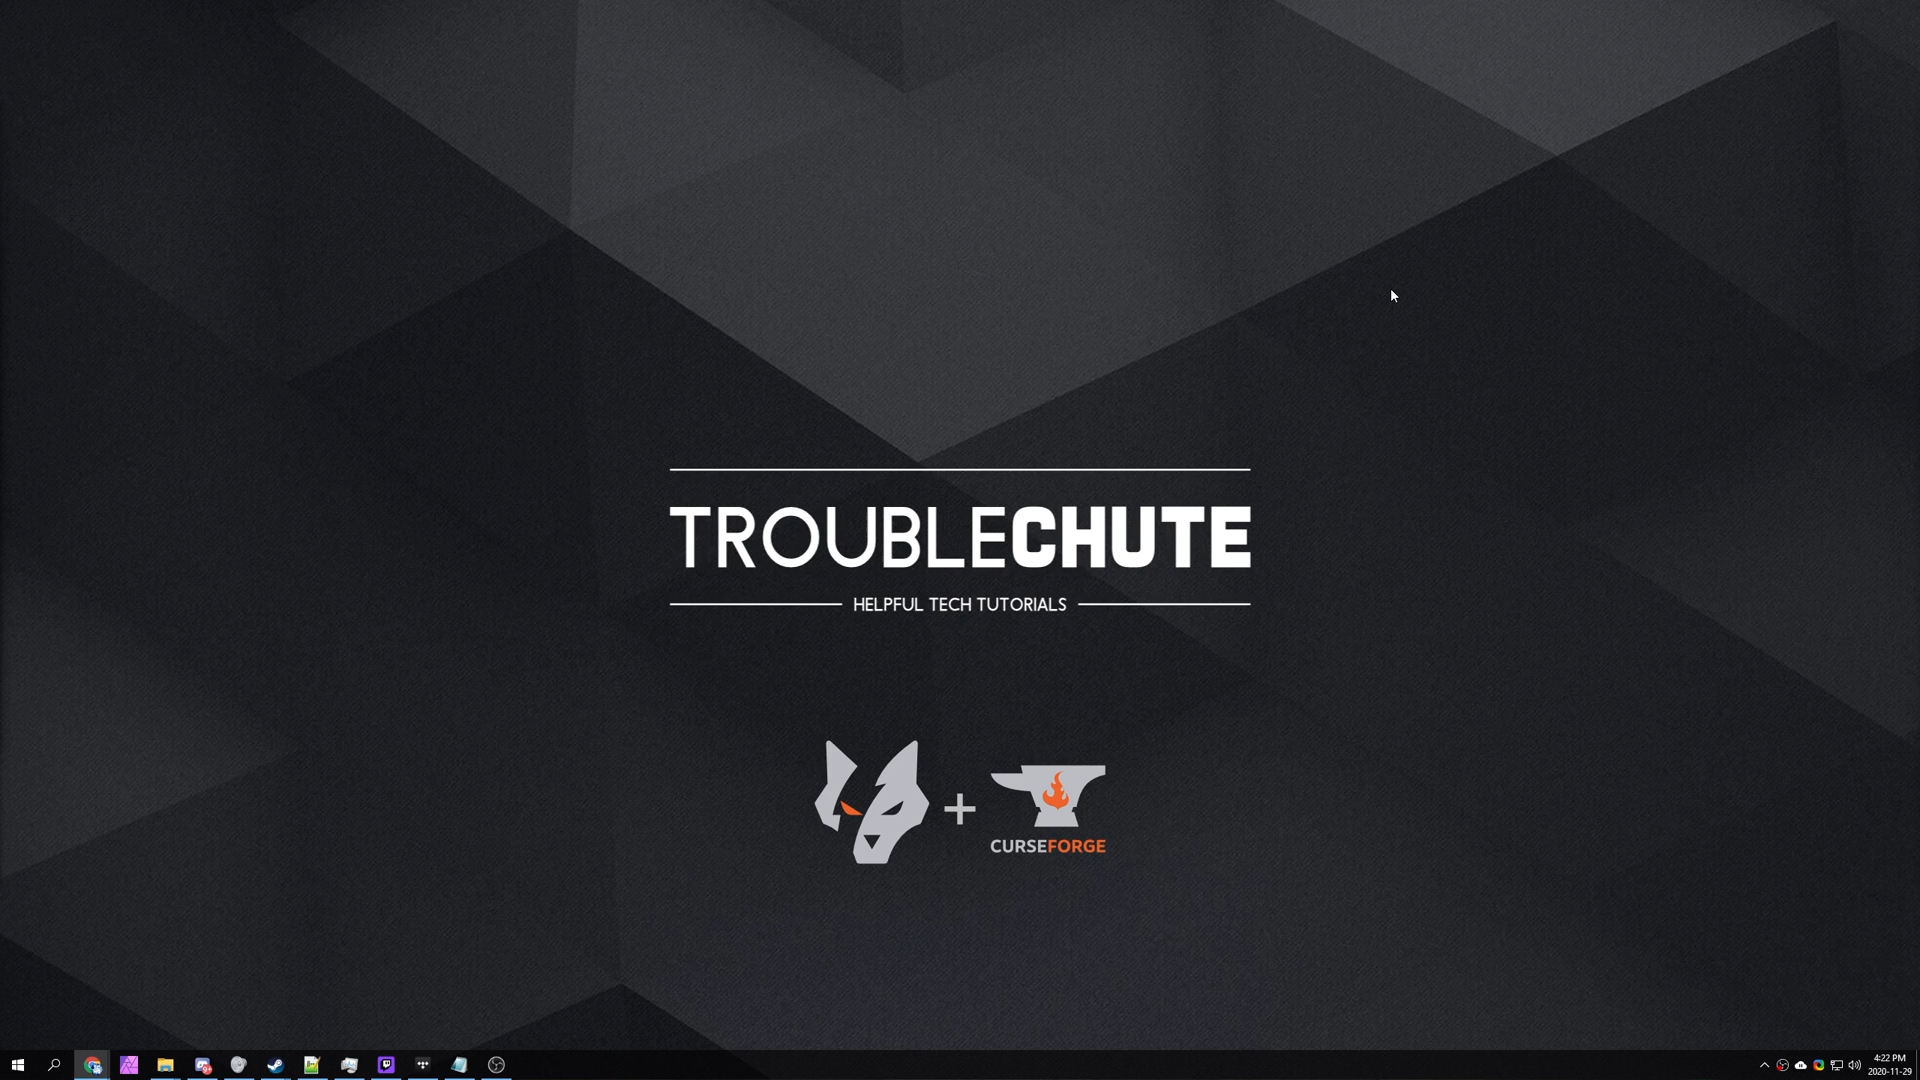 TROUBLECHUTE
HELPFUL TECH TUTORIALS
+
CURSEFORGE
4:22 PM
2020-11-29